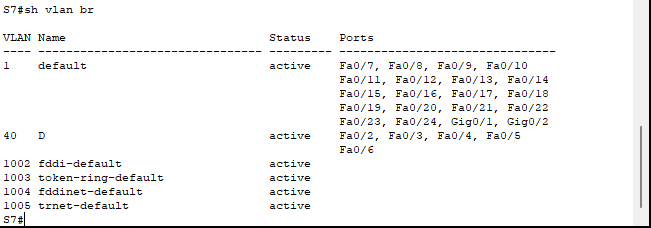 S7#sh vlan br
VLAN Name                             Status    Ports
---- -------------------------------- --------- -------------------------------
1    default                          active    Fa0/7, Fa0/8, Fa0/9, Fa0/10
                                                Fa0/11, Fa0/12, Fa0/13, Fa0/14
                                                Fa0/15, Fa0/16, Fa0/17, Fa0/18
                                                Fa0/19, Fa0/20, Fa0/21, Fa0/22
                                                Fa0/23, Fa0/24, Gig0/1, Gig0/2
40   D                                active    Fa0/2, Fa0/3, Fa0/4, Fa0/5
                                                Fa0/6
1002 fddi-default                     active
1003 token-ring-default               active
1004 fddinet-default                  active
1005 trnet-default                    active
S7#